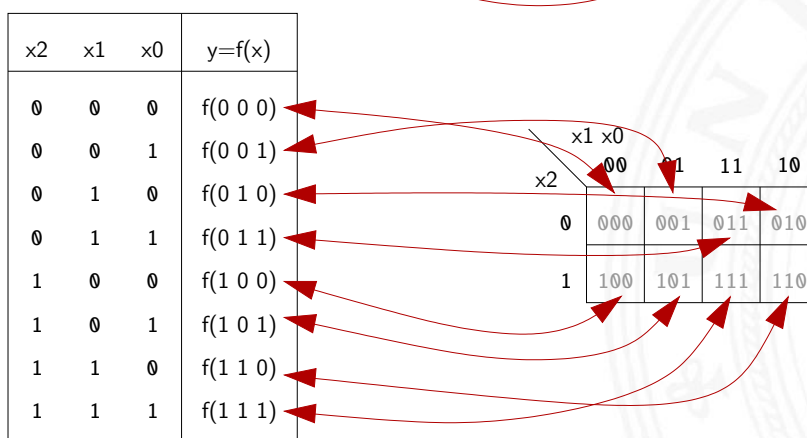 x2 x1 x0 y=f(x)
0 0 0 f(0 0 0)
0 0 1 f(0 0 1)
0 1 0 f(0 1 0)
0 1 1 f(0 1 1)
1 0 0 f(1 0 0)
1 0 1 f(1 0 1)
1 1 0 f(1 1 0)
1 1 1 f(1 1 1)
x1 x0
00 01 11 10
x2
0 000 001 011 010
1 100 101 111 110